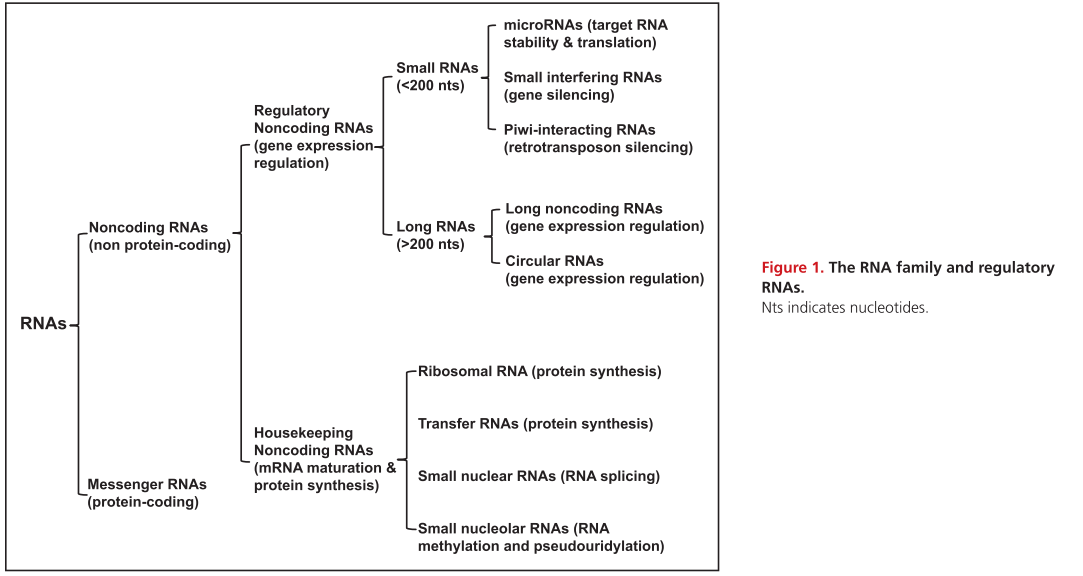 microRNAs (target RNA
stability & translation)
Small RNAs
(<200 nts)
Small interfering RNAs
(gene silencing)
Regulatory
Noncoding RNAs
(gene expression
regulation)
Piwi-interacting RNAs
(retrotransposon silencing)
Long RNAs
(>200 nts)
Long noncoding RNAs
(gene expression regulation)
Circular RNAs
(gene expression regulation)
Noncoding RNAs
(non protein-coding)
RNAs
Ribosomal RNA (protein synthesis)
Transfer RNAs (protein synthesis)
Housekeeping
Noncoding RNAs
(mRNA maturation &
protein synthesis)
Small nuclear RNAs (RNA splicing)
Small nucleolar RNAs (RNA
methylation and pseudouridylation)
Messenger RNAs
(protein-coding)
Figure 1. The RNA family and regulatory
RNAs.
Nts indicates nucleotides.